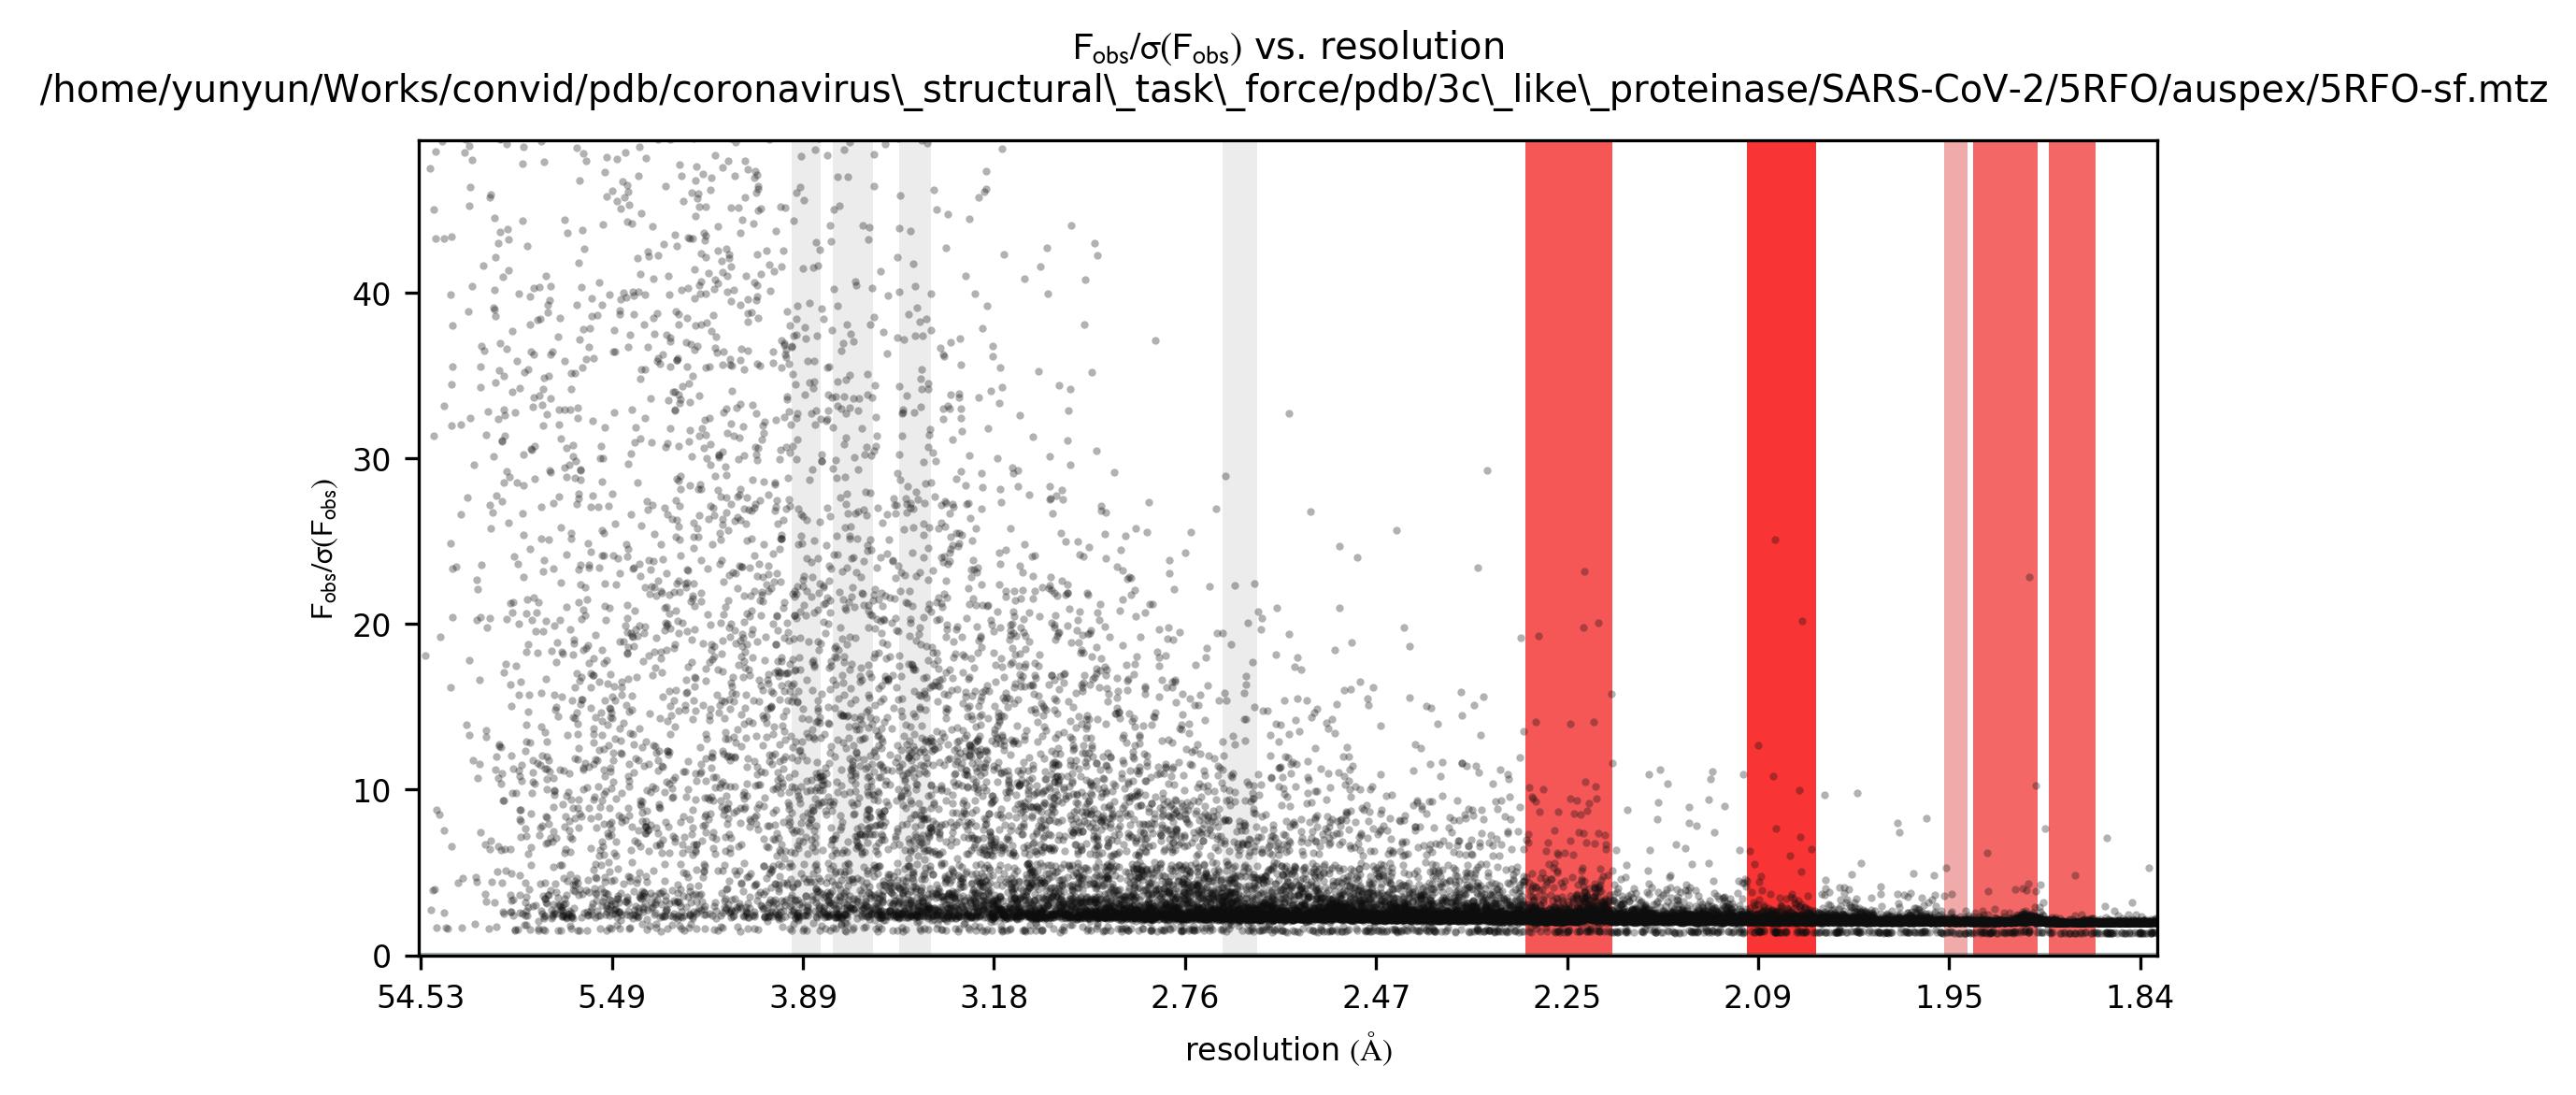 Fobs/σ(Fobs) vs. resolution
/home/yunyun/Works/convid/pdb/coronavirus\_structural\_task\_force/pdb/3c\_like\_proteinase/SARS-CoV-2/5RFO/auspex/5RFO-sf.mtz
40
30
20
10
0
Fobs/σ(Fobs)
54.53 5.49 3.89 3.18 2.76 2.47 2.25 2.09 1.95 1.84
resolution (Å)